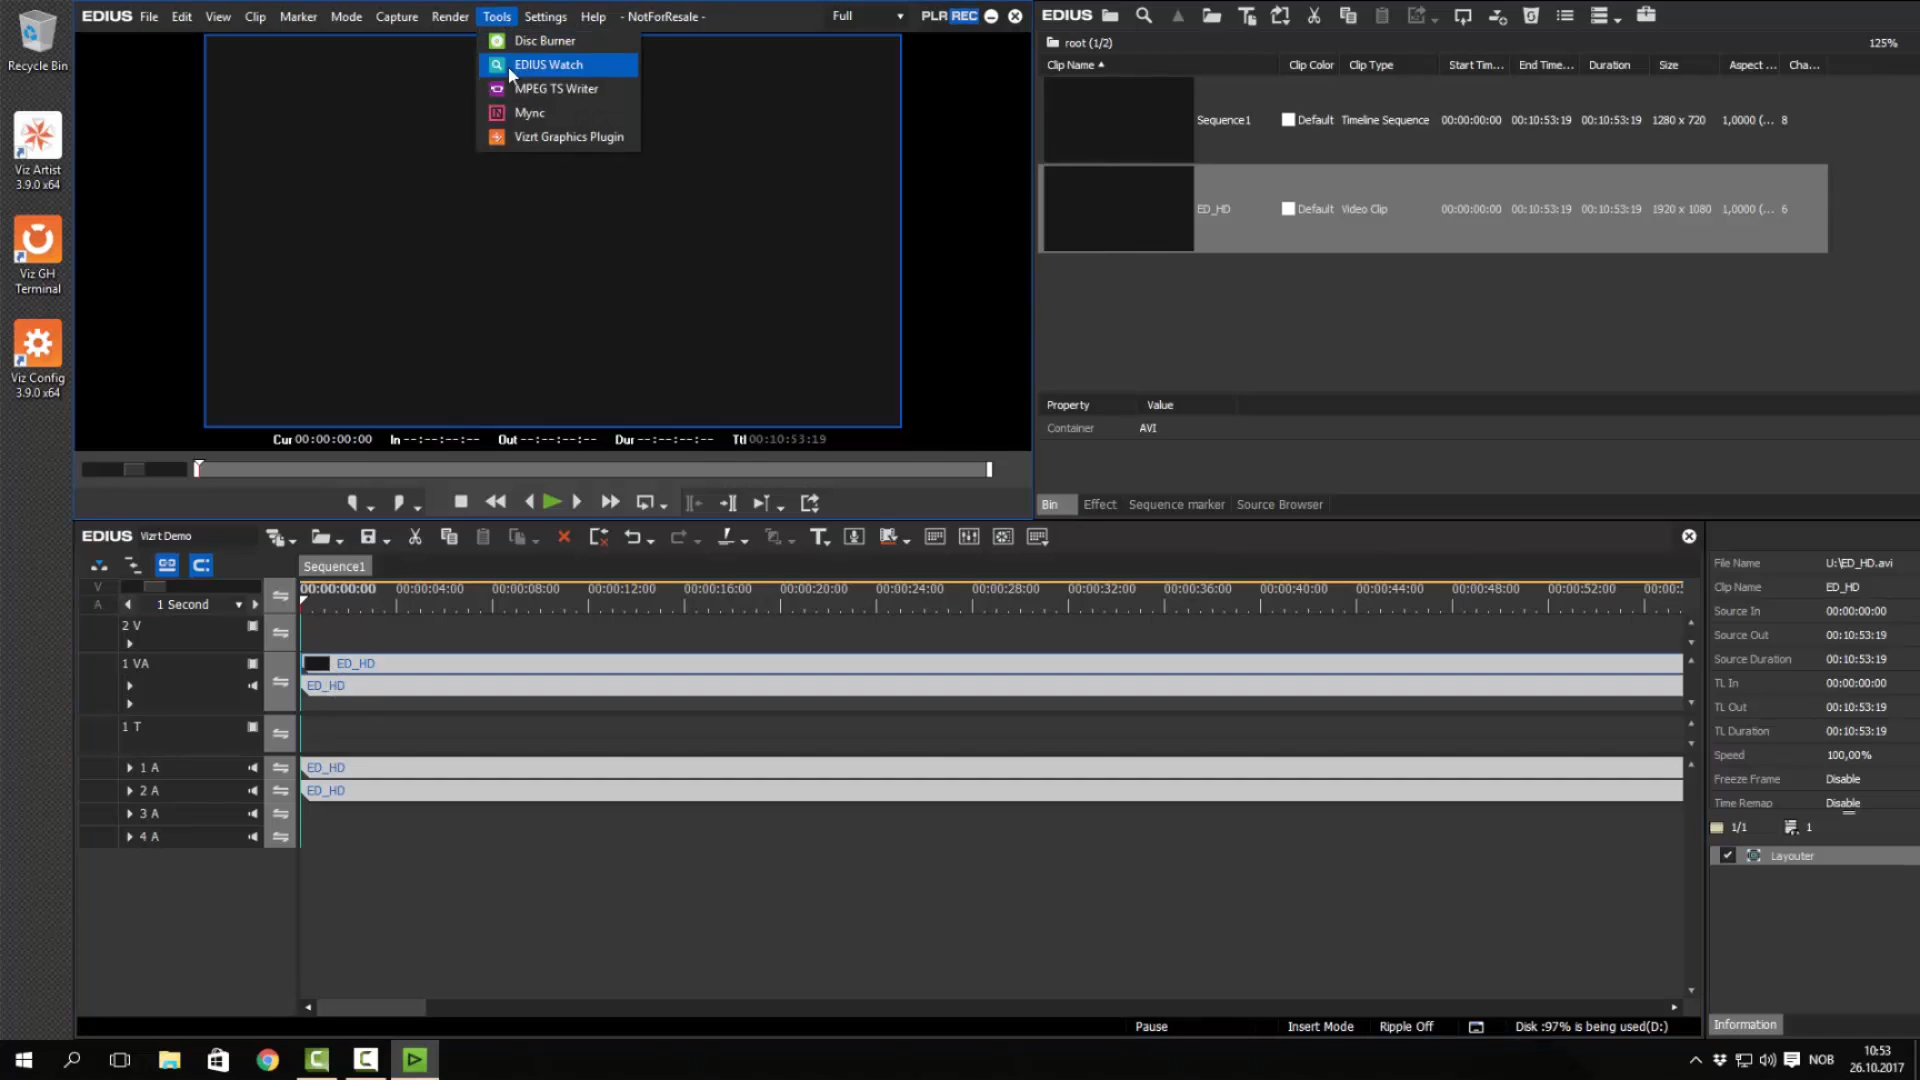 Recycle Bin
Viz Artist
3.9.0 x64
Viz GH
Terminal
Viz Config
3.9.0 x64
EDIUS File Edit View Clip Marker Mode Capture Render Tools Settings Help - NotForResale - Full PLR REC
Disc Burner
EDIUS Watch
MPEG TS Writer
Mync
Vizrt Graphics Plugin
Cur 00:00:00:00 In --:--:--:-- Out --:--:--:-- Dur --:--:--:-- Ttl 00:10:53:19
EDIUS
root (1/2) 125%
Clip Name Clip Color Clip Type Start Tim... End Time... Duration Size Aspect ... Cha...
Sequence1 Default Timeline Sequence 00:00:00:00 00:10:53:19 00:10:53:19 1280 x 720 1,0000 (... 8
ED_HD Default Video Clip 00:00:00:00 00:10:53:19 00:10:53:19 1920 x 1080 1,0000 (... 6
Property Value
Container AVI
Bin Effect Sequence marker Source Browser
EDIUS Vizrt Demo
Sequence1
V
A
1 Second
00:00:00:00 00:00:04:00 00:00:08:00 00:00:12:00 00:00:16:00 00:00:20:00 00:00:24:00 00:00:28:00 00:00:32:00 00:00:36:00 00:00:40:00 00:00:44:00 00:00:48:00 00:00:52:00
2 V
1 VA ED_HD
ED_HD
1 T
1 A ED_HD
2 A ED_HD
3 A
4 A
Pause Insert Mode Ripple Off Disk :97% is being used(D:)
File Name U:\ED_HD.avi
Clip Name ED_HD
Source In 00:00:00:00
Source Out 00:10:53:19
Source Duration 00:10:53:19
TL In 00:00:00:00
TL Out 00:10:53:19
TL Duration 00:10:53:19
Speed 100,00%
Freeze Frame Disable
Time Remap Disable
1/1 1
Layouter
Information
NOB
10:53
26.10.2017